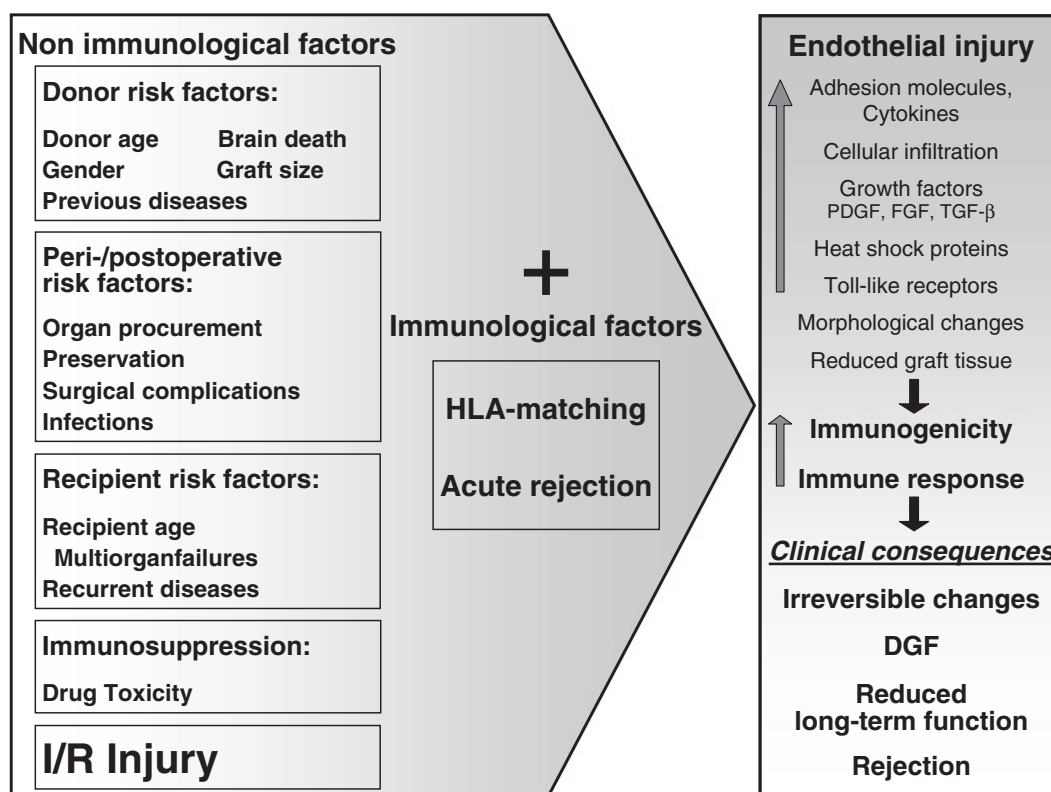 Non immunological factors
Donor risk factors:
Donor age Brain death
Gender Graft size
Previous diseases
Peri-/postoperative
risk factors:
Organ procurement
Preservation
Surgical complications
Infections
Recipient risk factors:
Recipient age
Multiorganfailures
Recurrent diseases
Immunosuppression:
Drug Toxicity
I/R Injury
+
Immunological factors
HLA-matching
Acute rejection
Endothelial injury
Adhesion molecules,
Cytokines
Cellular infiltration
Growth factors
PDGF, FGF, TGF-β
Heat shock proteins
Toll-like receptors
Morphological changes
Reduced graft tissue
Immunogenicity
Immune response
Clinical consequences
Irreversible changes
DGF
Reduced
long-term function
Rejection